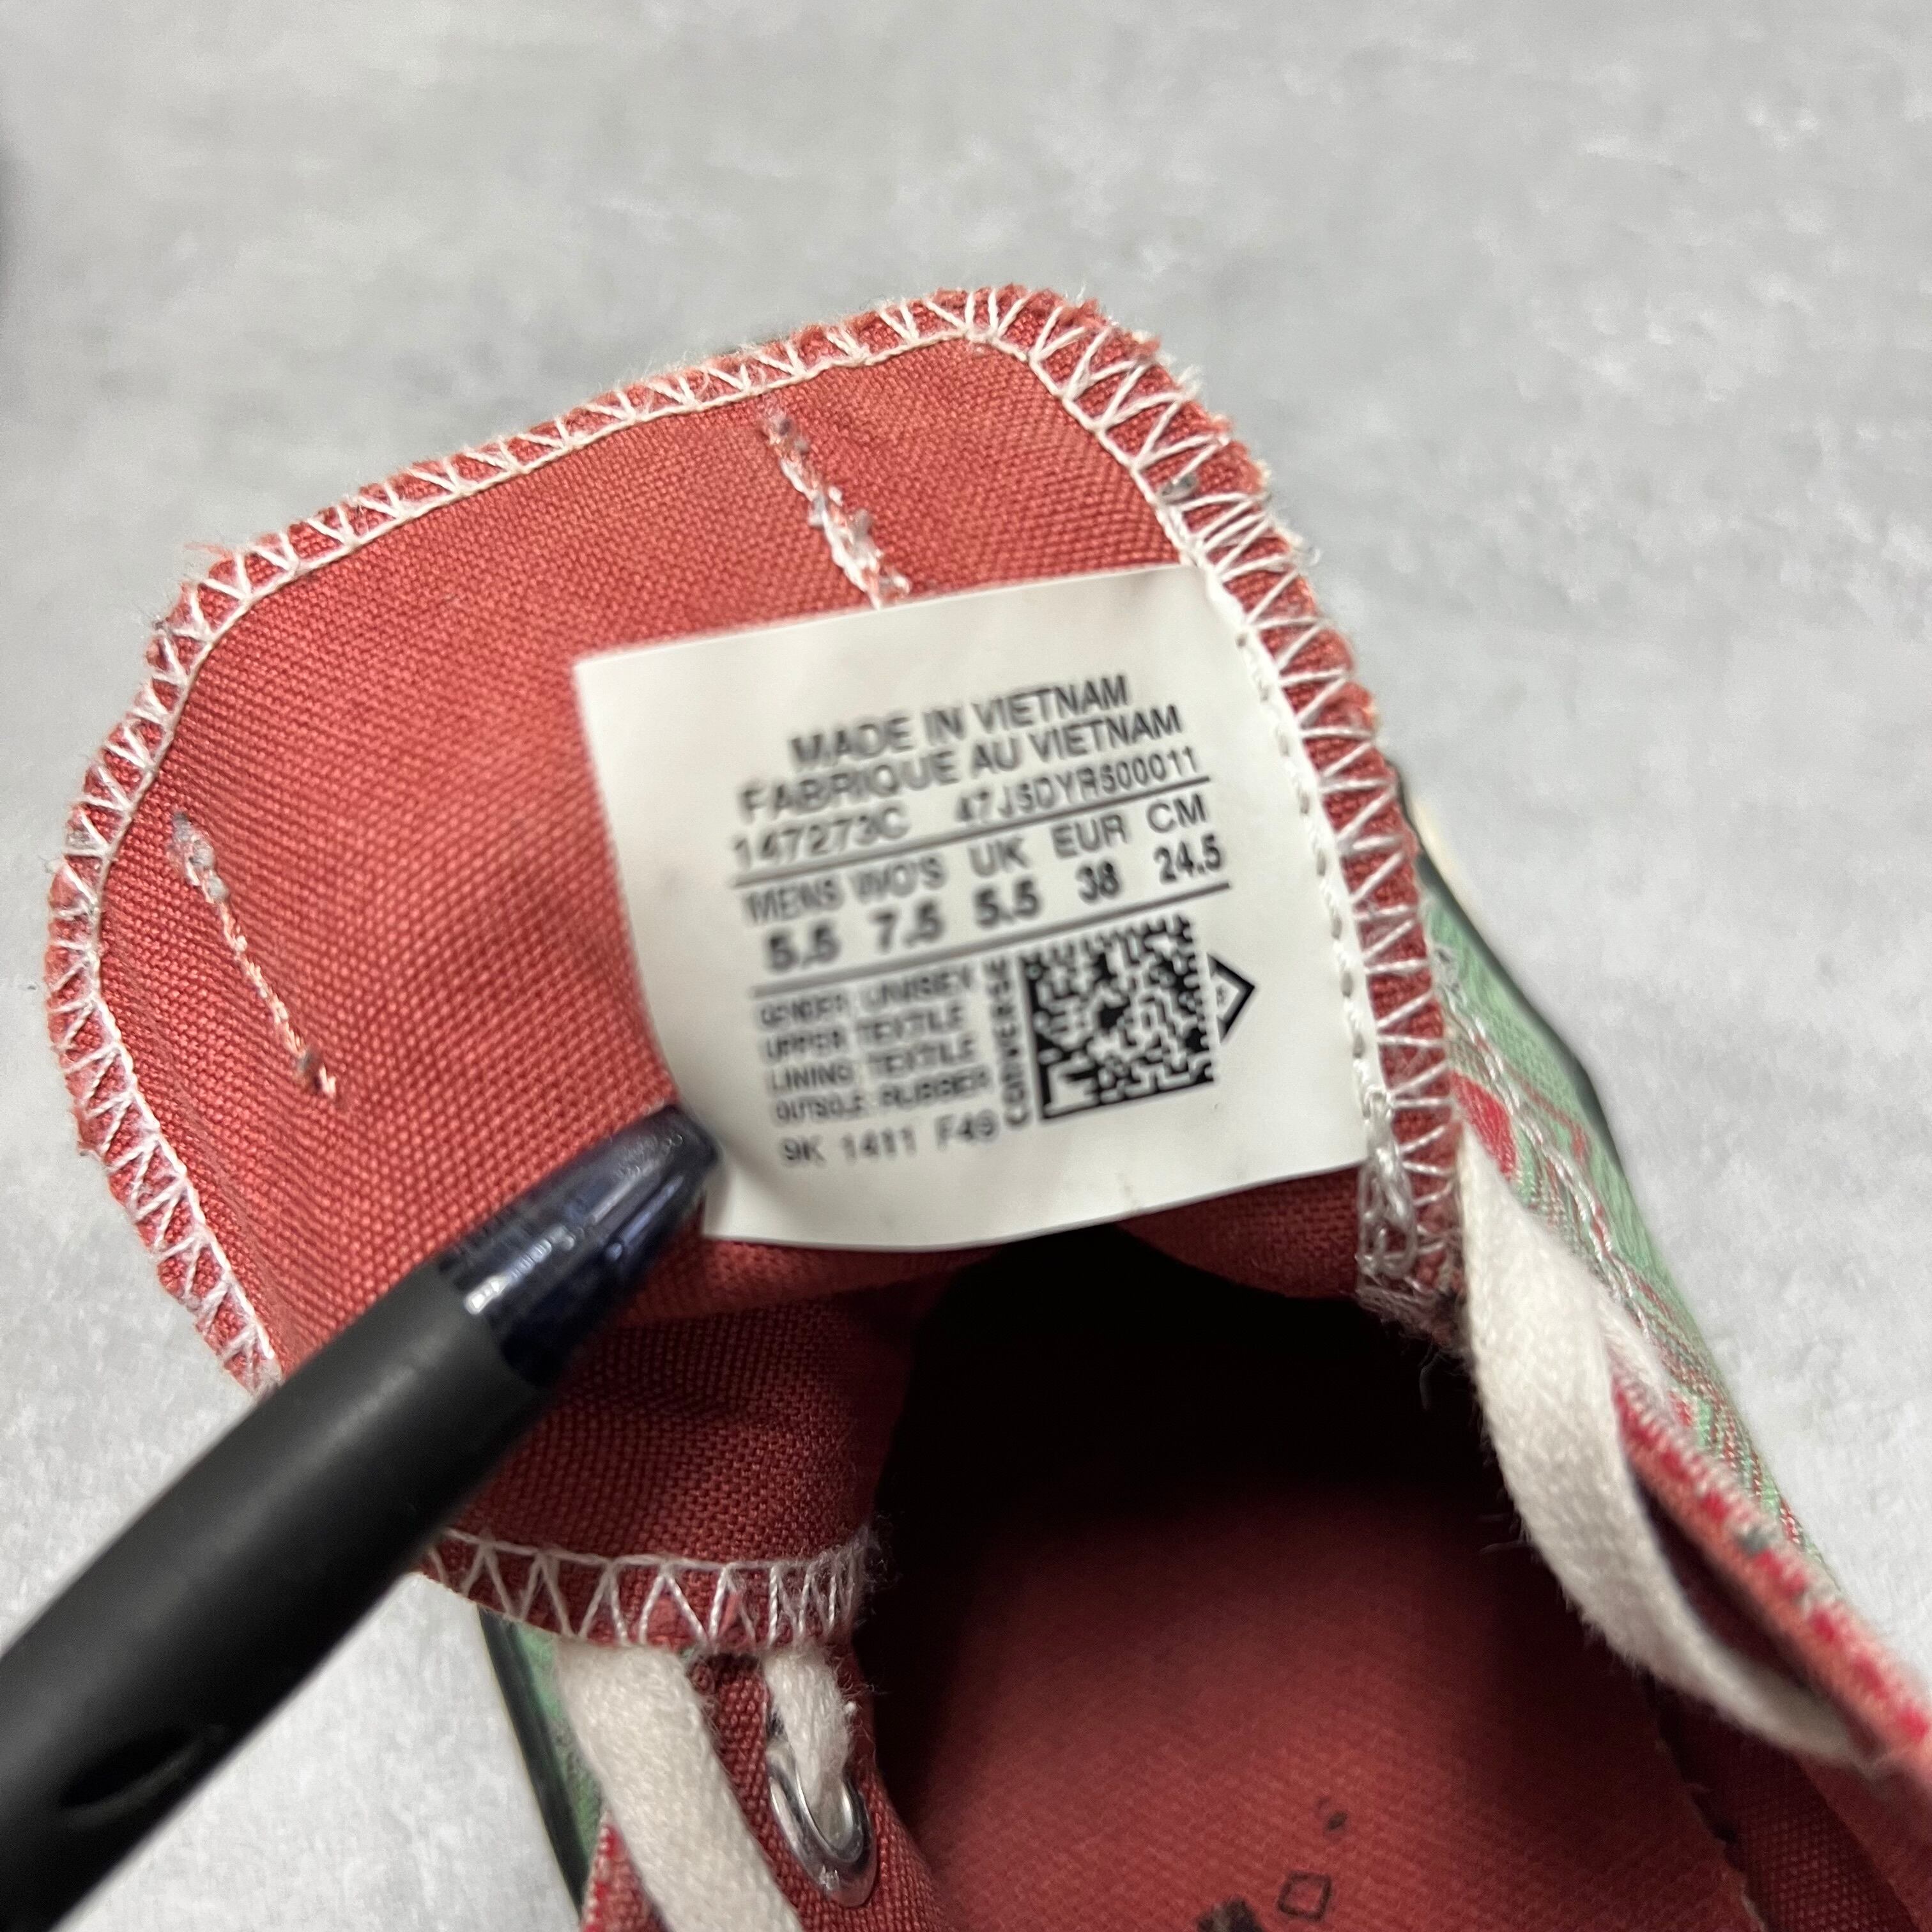 MADE IN VIETNAM
FABRIQUE AU VIETNAM
147273C 47J5DYR500011
MENS WO'S UK EUR CM
5.5 7.5 5.5 38 24.5
GENDER: UNISEX
UPPER: TEXTILE
LINING: TEXTILE
OUTSOLE: RUBBER
9K 1411 F49
CONVERSE